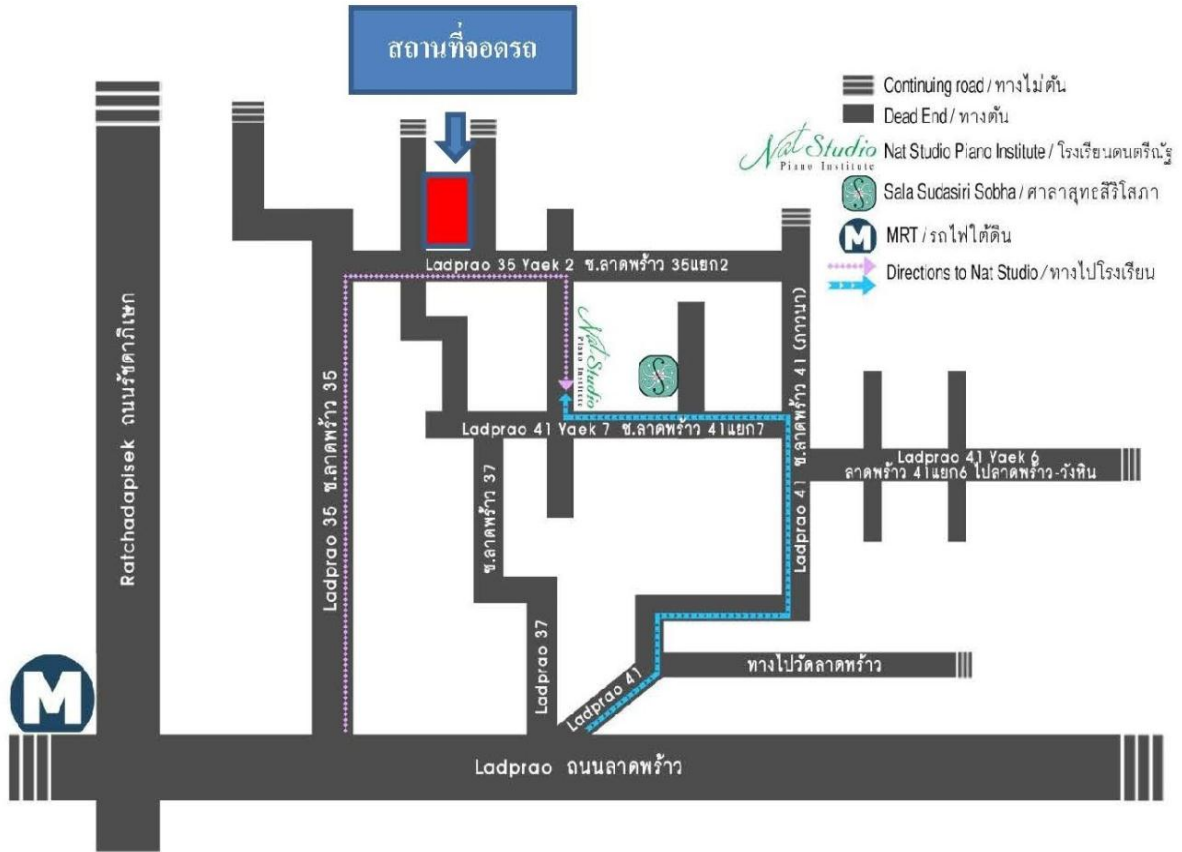 สถานที่จอดรถ
Continuing road / ทางไม่ตัน
Dead End / ทางตัน
Nat Studio
Piano Institute
Nat Studio Piano Institute / โรงเรียนดนตรีณัฐ
Sala Sudasiri Sobha / ศาลาสุทธสิริโสภา
M
MRT / รถไฟใต้ดิน
Directions to Nat Studio / ทางไปโรงเรียน
Ladprao 35 Yaek 2 ซ.ลาดพร้าว 35แยก2
Ratchadapisek ถนนรัชดาภิเษก
Ladprao 35 ซ.ลาดพร้าว 35
Nat Studio
Piano Institute
Ladprao 41 Yaek 7 ซ.ลาดพร้าว 41แยก7
Ladprao 41 ซ.ลาดพร้าว 41 (ภาวนา)
Ladprao 41 Yaek 6
ลาดพร้าว 41แยก6 ไปลาดพร้าว-วังหิน
ซ.ลาดพร้าว 37
Ladprao 37
Ladprao 41
ทางไปวัดลาดพร้าว
M
Ladprao ถนนลาดพร้าว